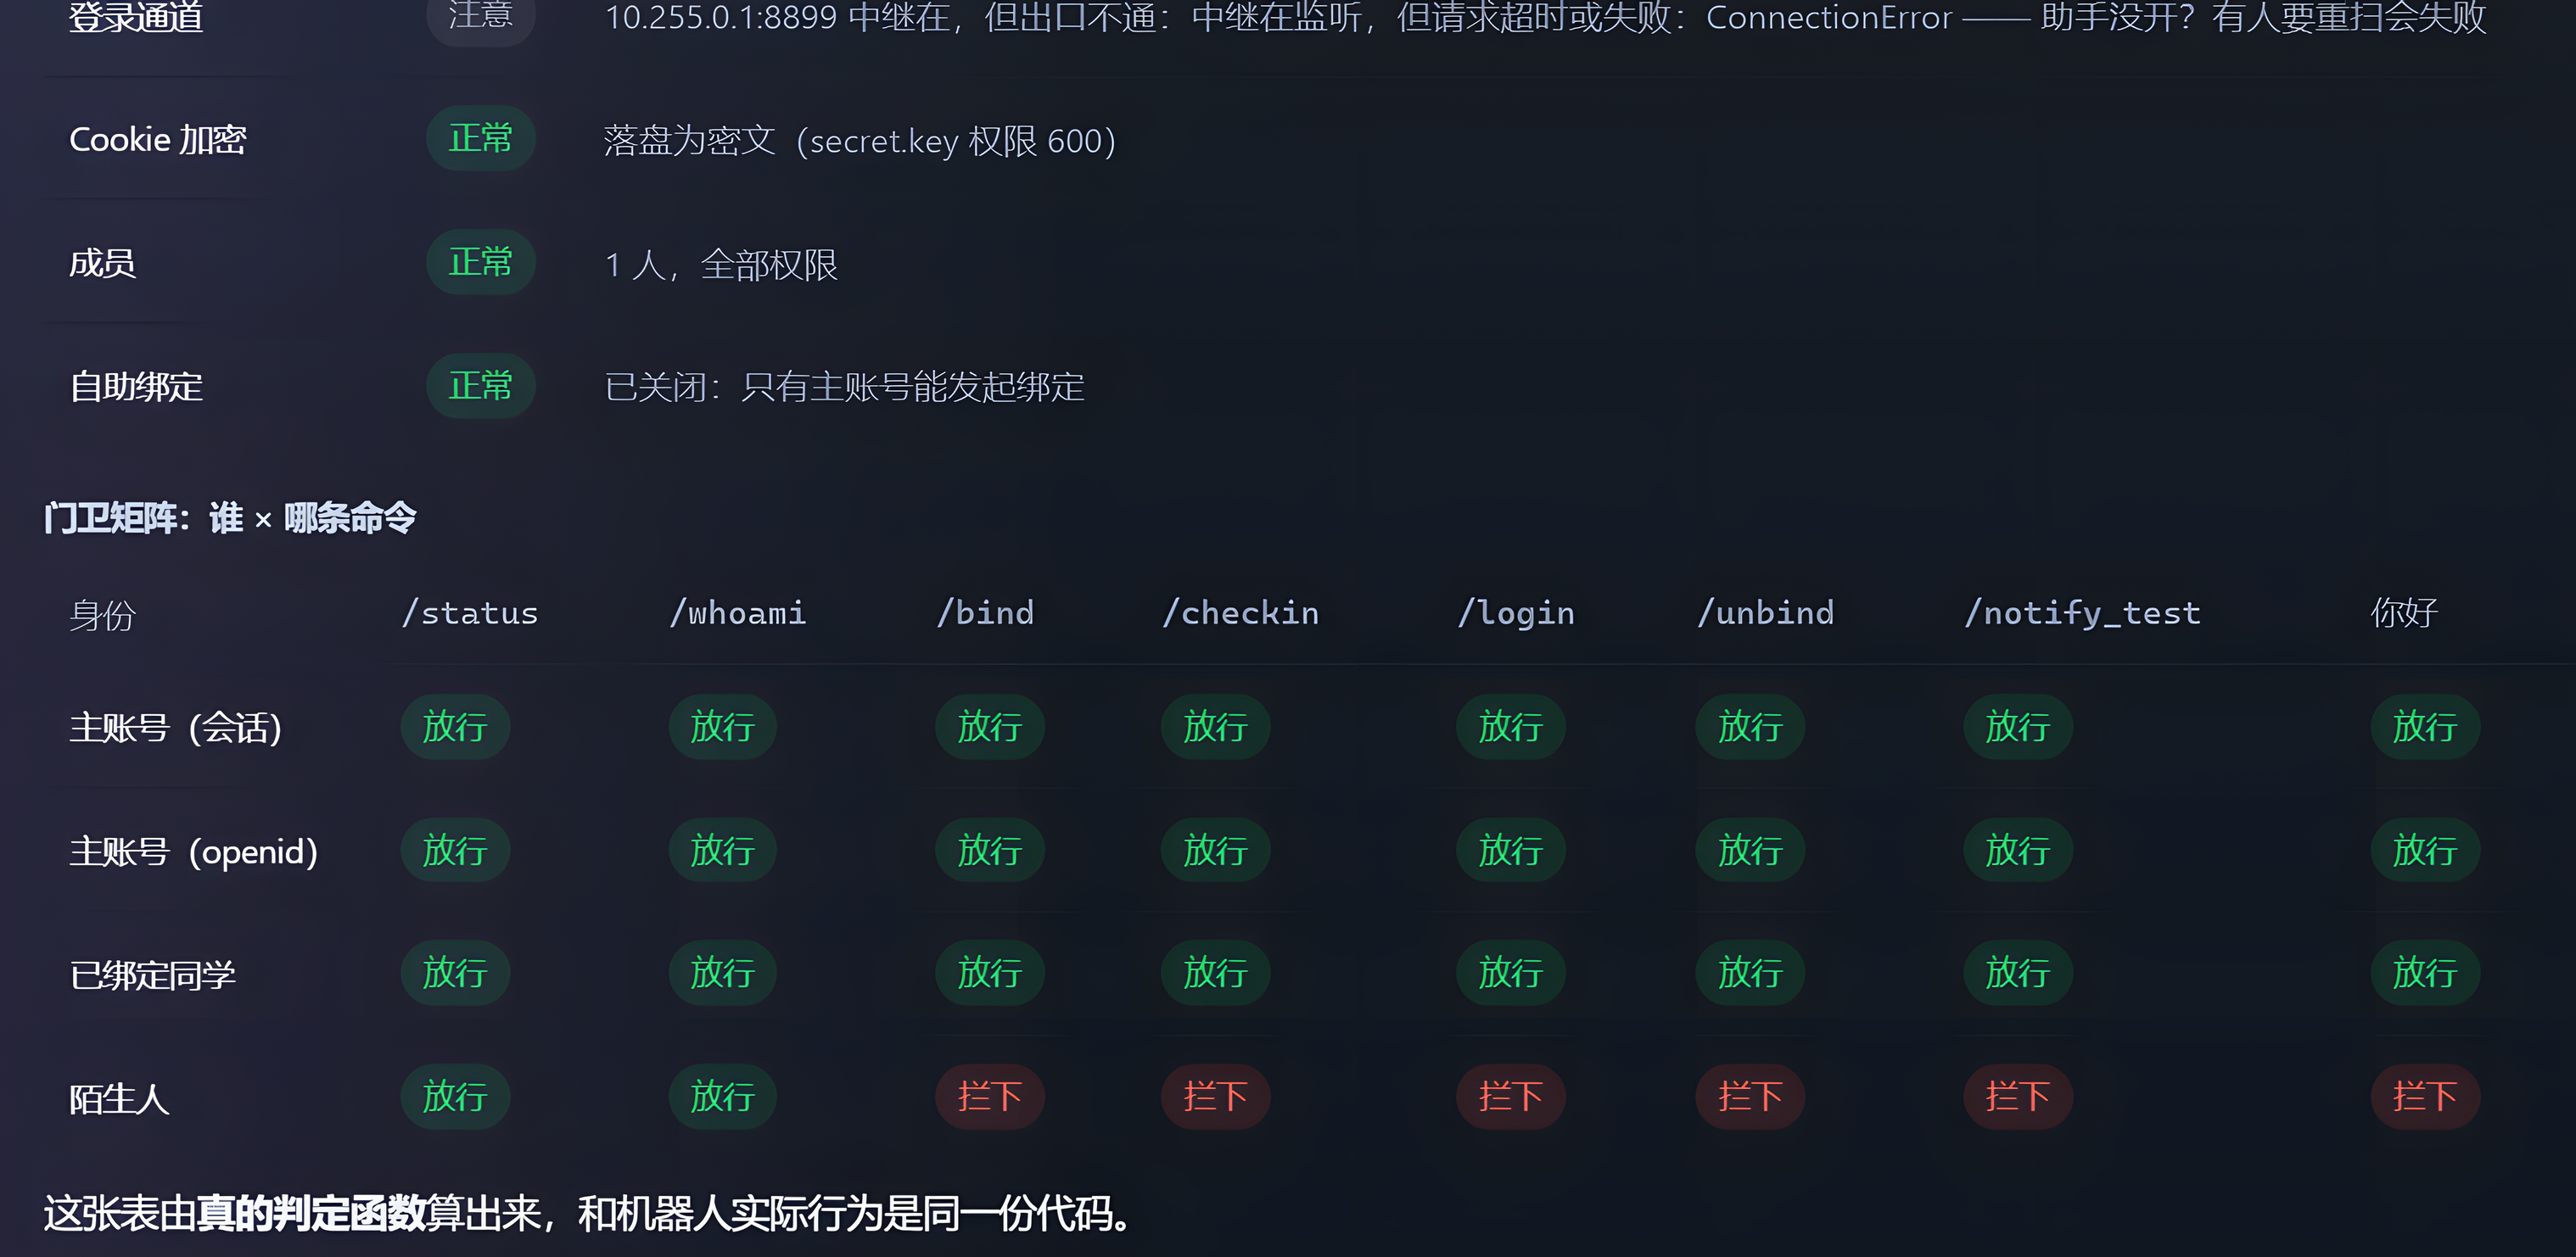 登录通道 注意 10.255.0.1:8899 中继在，但出口不通：中继在监听，但请求超时或失败：ConnectionError —— 助手没开？有人要重扫会失败
Cookie 加密 正常 落盘为密文（secret.key 权限 600）
成员 正常 1 人，全部权限
自助绑定 正常 已关闭：只有主账号能发起绑定
门卫矩阵：谁 × 哪条命令
身份 /status /whoami /bind /checkin /login /unbind /notify_test 你好
主账号（会话） 放行 放行 放行 放行 放行 放行 放行 放行
主账号（openid） 放行 放行 放行 放行 放行 放行 放行 放行
已绑定同学 放行 放行 放行 放行 放行 放行 放行 放行
陌生人 放行 放行 拦下 拦下 拦下 拦下 拦下 拦下
这张表由真的判定函数算出来，和机器人实际行为是同一份代码。